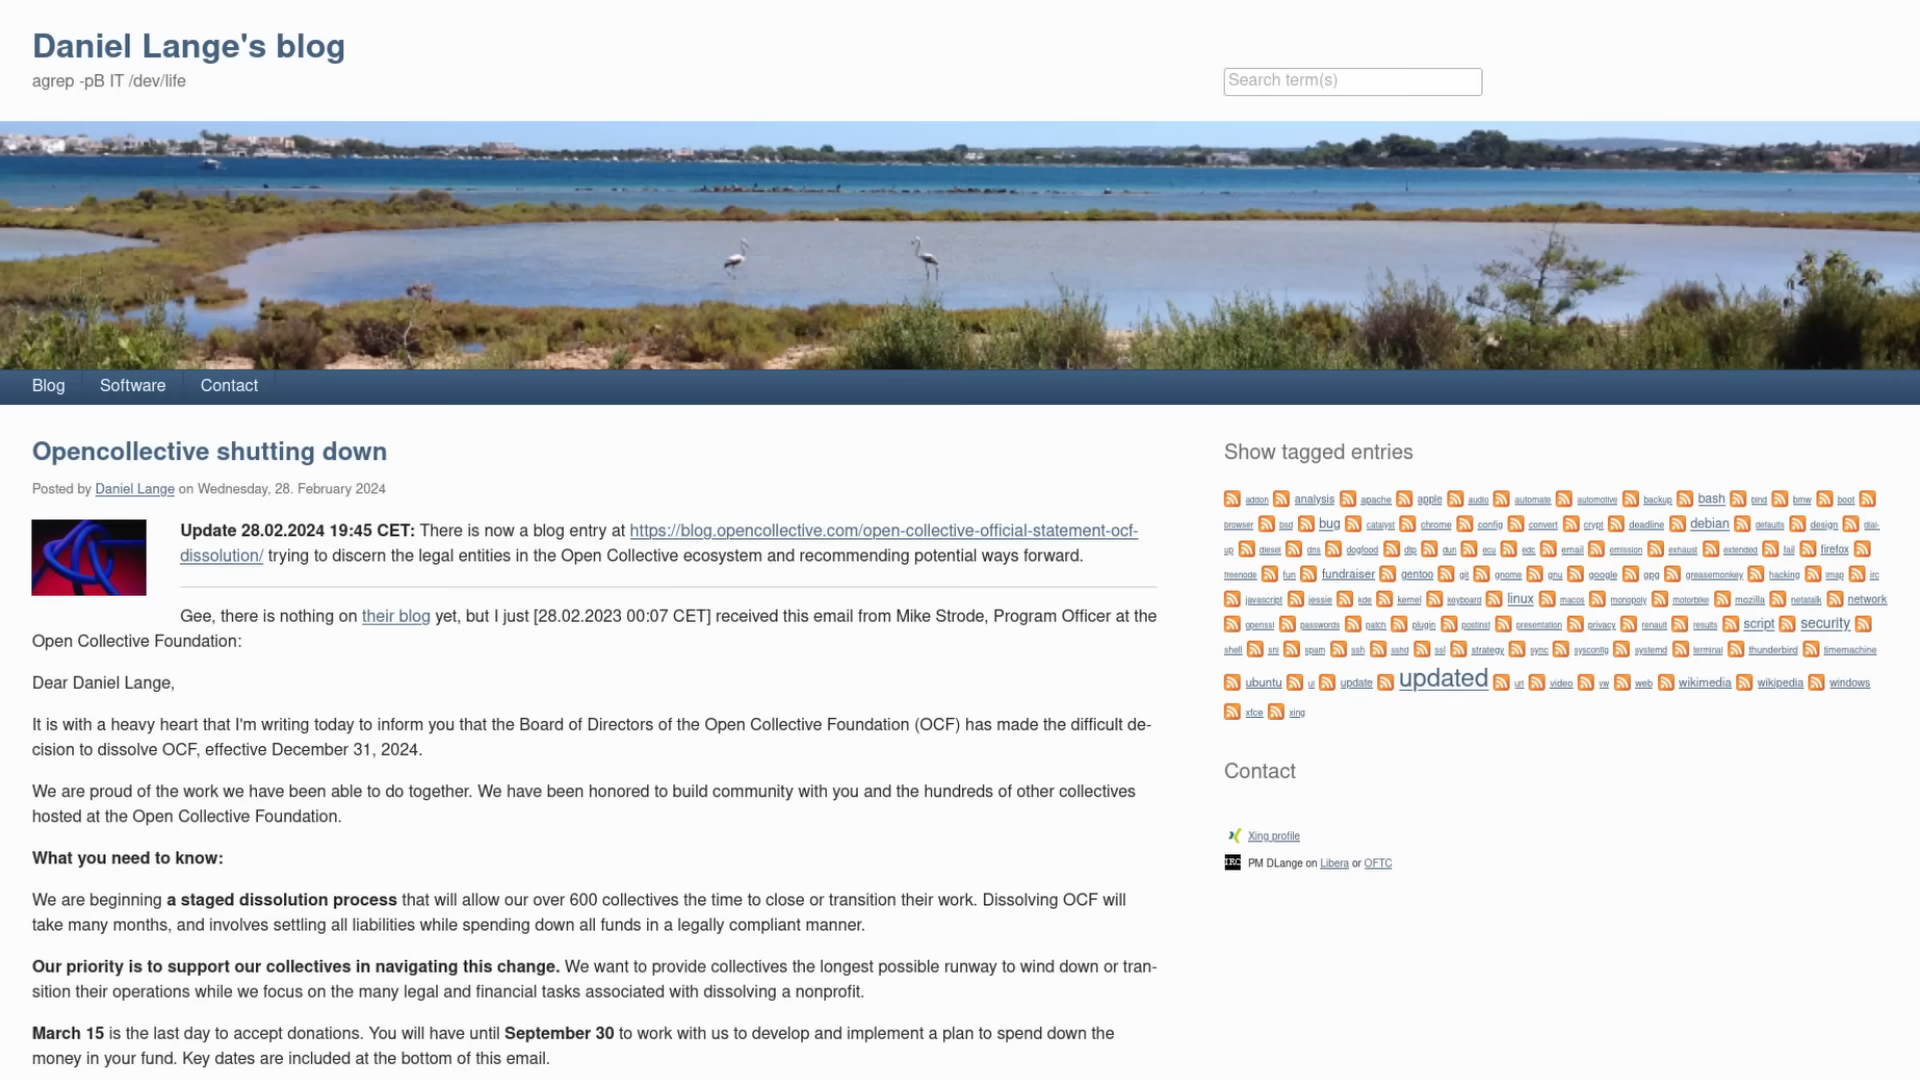 Daniel Lange's blog
agrep -pB IT /dev/life
Search term(s)
Blog Software Contact
Opencollective shutting down
Posted by Daniel Lange on Wednesday, 28. February 2024
Update 28.02.2024 19:45 CET: There is now a blog entry at https://blog.opencollective.com/open-collective-official-statement-ocf-
dissolution/ trying to discern the legal entities in the Open Collective ecosystem and recommending potential ways forward.
Gee, there is nothing on their blog yet, but I just [28.02.2023 00:07 CET] received this email from Mike Strode, Program Officer at the
Open Collective Foundation:
Dear Daniel Lange,
It is with a heavy heart that I'm writing today to inform you that the Board of Directors of the Open Collective Foundation (OCF) has made the difficult de-
cision to dissolve OCF, effective December 31, 2024.
We are proud of the work we have been able to do together. We have been honored to build community with you and the hundreds of other collectives
hosted at the Open Collective Foundation.
What you need to know:
We are beginning a staged dissolution process that will allow our over 600 collectives the time to close or transition their work. Dissolving OCF will
take many months, and involves settling all liabilities while spending down all funds in a legally compliant manner.
Our priority is to support our collectives in navigating this change. We want to provide collectives the longest possible runway to wind down or tran-
sition their operations while we focus on the many legal and financial tasks associated with dissolving a nonprofit.
March 15 is the last day to accept donations. You will have until September 30 to work with us to develop and implement a plan to spend down the
money in your fund. Key dates are included at the bottom of this email.
Show tagged entries
addon analysis apache apple audio automate automotive backup bash bind bmw boot
browser bsd bug catalyst chrome config convert crypt deadline debian defaults design dial-
up diesel dns dogfood dtp dun ecu edc email emission exhaust extended fail firefox
freenode fun fundraiser gentoo git gnome gnu google gpg greasemonkey hacking imap irc
javascript jessie kde kernel keyboard linux macos monopoly motorbike mozilla netatalk network
openssl passwords patch plugin postinst presentation privacy renault results script security
shell sni spam ssh sshd ssl strategy sync sysconfig systemd terminal thunderbird timemachine
ubuntu ui update updated url video vw web wikimedia wikipedia windows
xfce xing
Contact
Xing profile
IRC PM DLange on Libera or OFTC